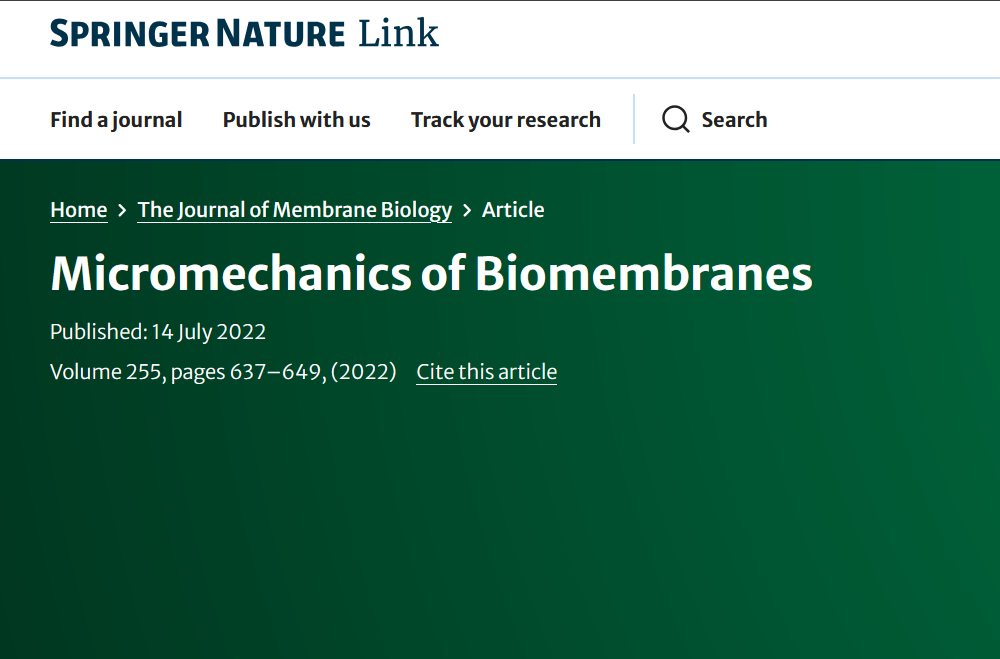 SPRINGER NATURE Link
Find a journal Publish with us Track your research Search
Home > The Journal of Membrane Biology > Article
Micromechanics of Biomembranes
Published: 14 July 2022
Volume 255, pages 637–649, (2022) Cite this article